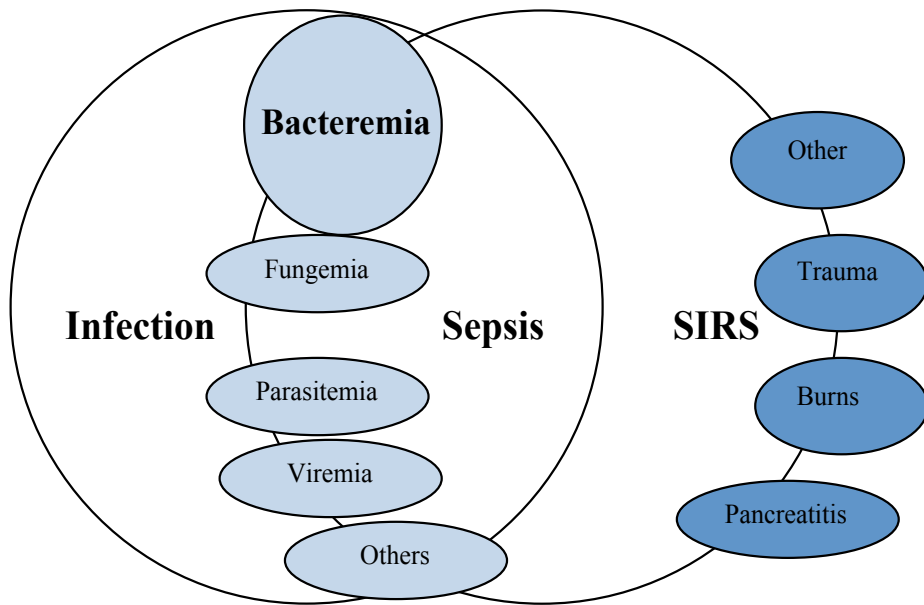 Bacteremia
Other
Fungemia
Trauma
Infection
Sepsis
SIRS
Parasitemia
Burns
Viremia
Pancreatitis
Others